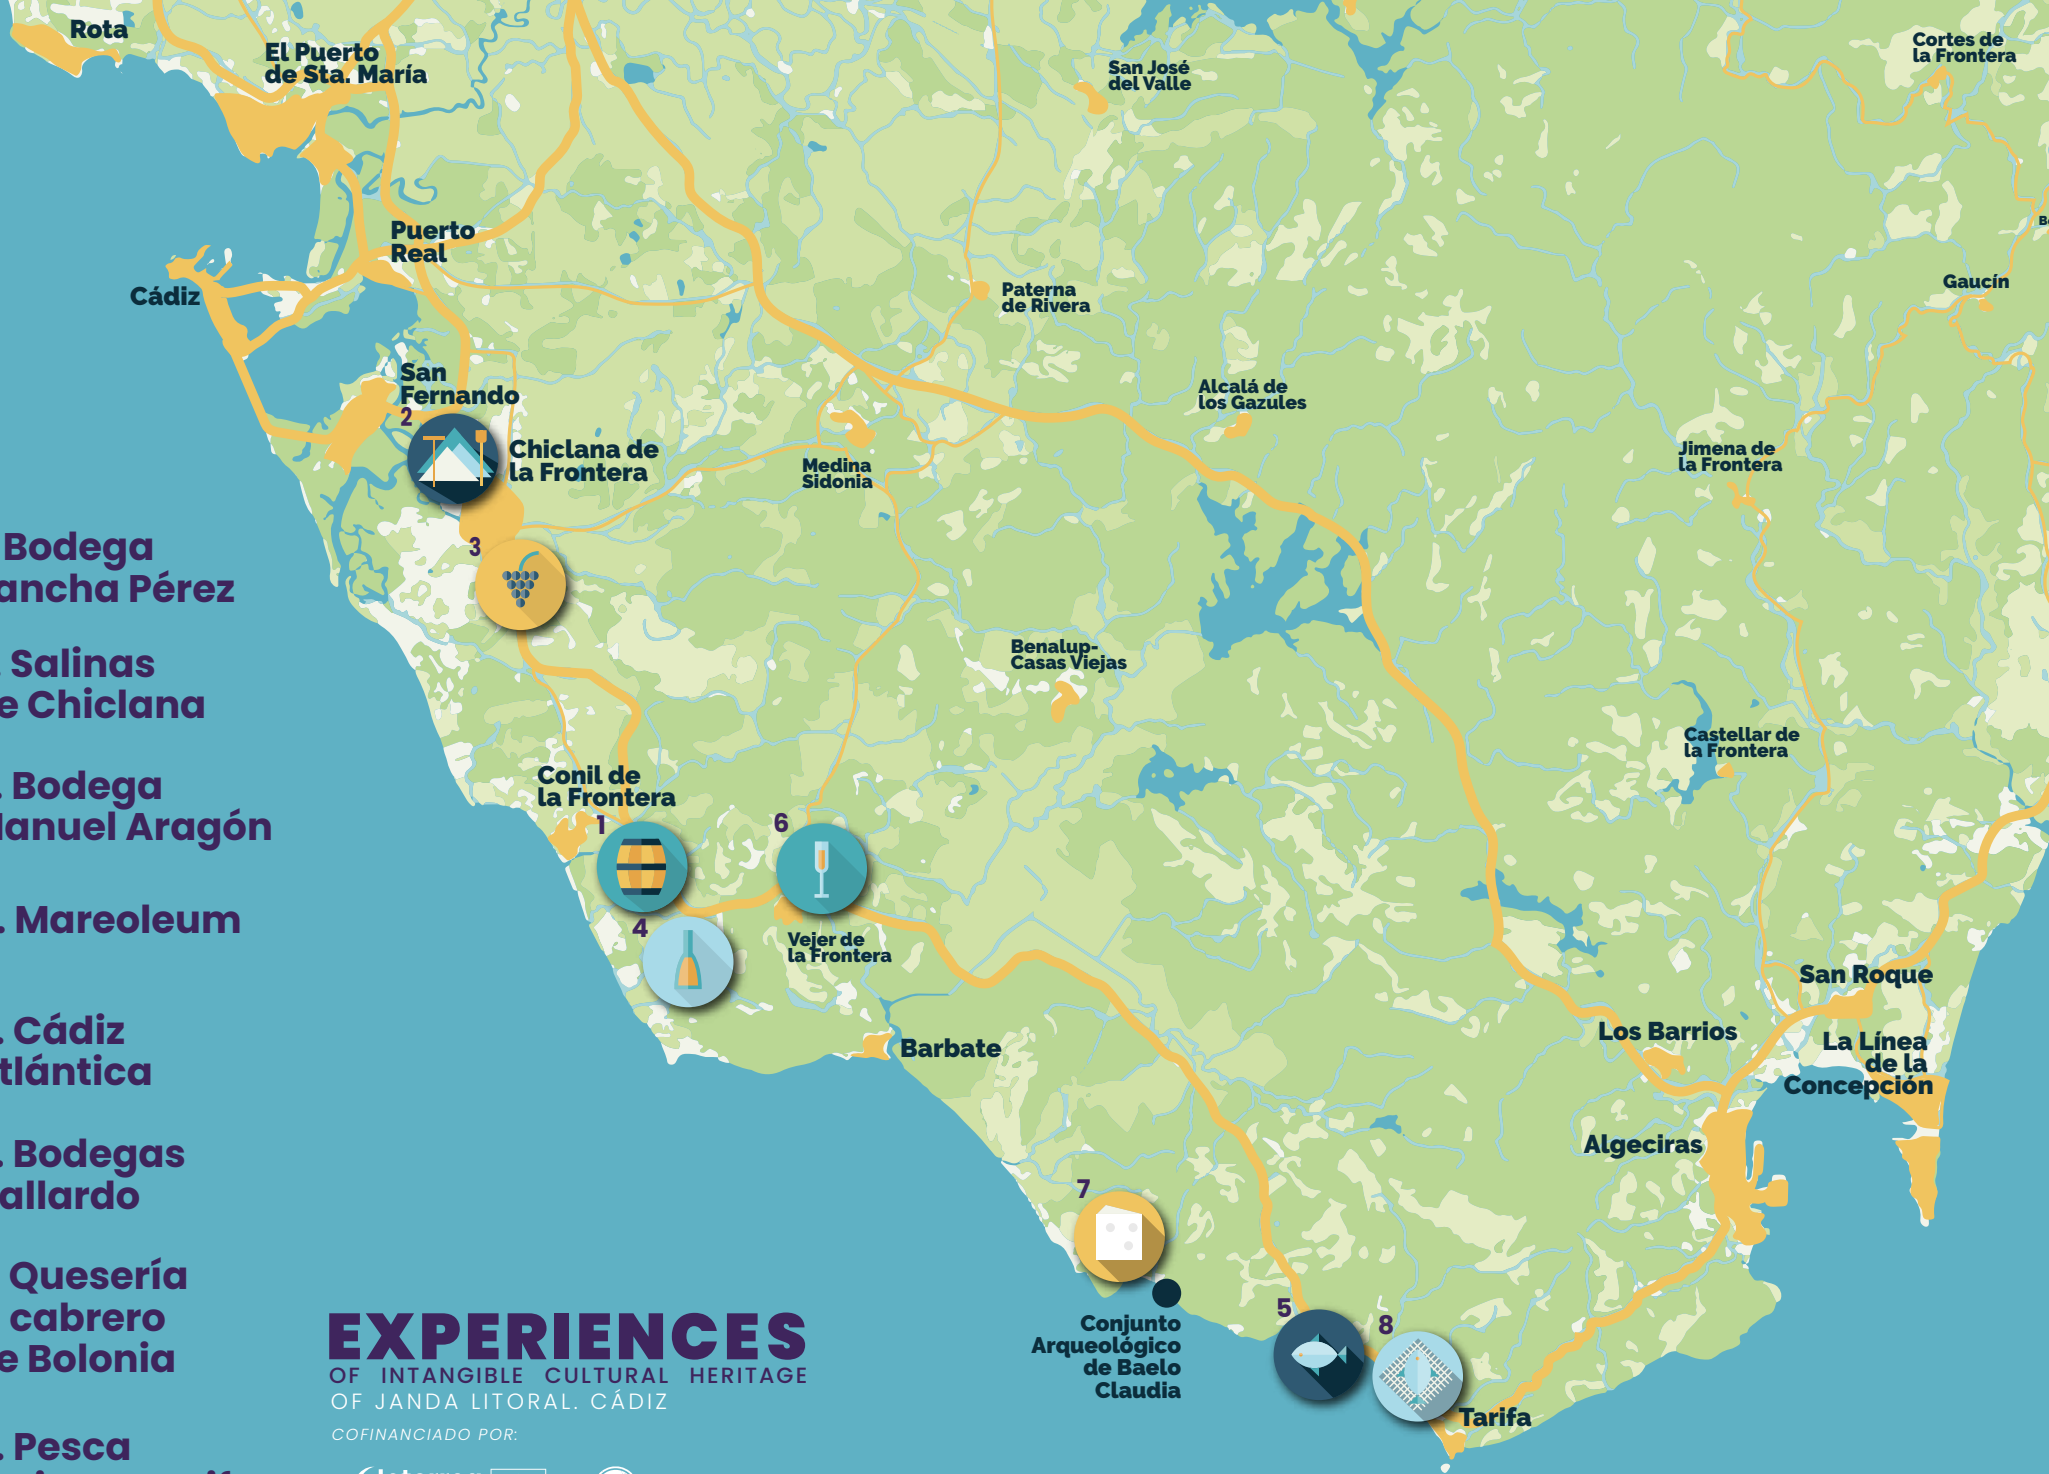 Rota
El Puerto
de Sta. María
San José
del Valle
Cortes de
la Frontera
Puerto
Real
Cádiz
Paterna
de Rivera
Gaucín
San
Fernando
2
Chiclana de
la Frontera
Medina
Sidonia
Alcalá de
los Gazules
Jimena de
la Frontera
3
Benalup-
Casas Viejas
Castellar de
la Frontera
Conil de
la Frontera
1
6
4
Vejer de
la Frontera
Barbate
San Roque
Los Barrios
La Línea
de la
Concepción
Algeciras
7
Conjunto
Arqueológico
de Baelo
Claudia
5
8
Tarifa
Bodega
ancha Pérez
. Salinas
e Chiclana
. Bodega
anuel Aragón
. Mareoleum
. Cádiz
tlántica
. Bodegas
allardo
Quesería
cabrero
e Bolonia
. Pesca
EXPERIENCES
OF INTANGIBLE CULTURAL HERITAGE
OF JANDA LITORAL. CÁDIZ
COFINANCIADO POR: